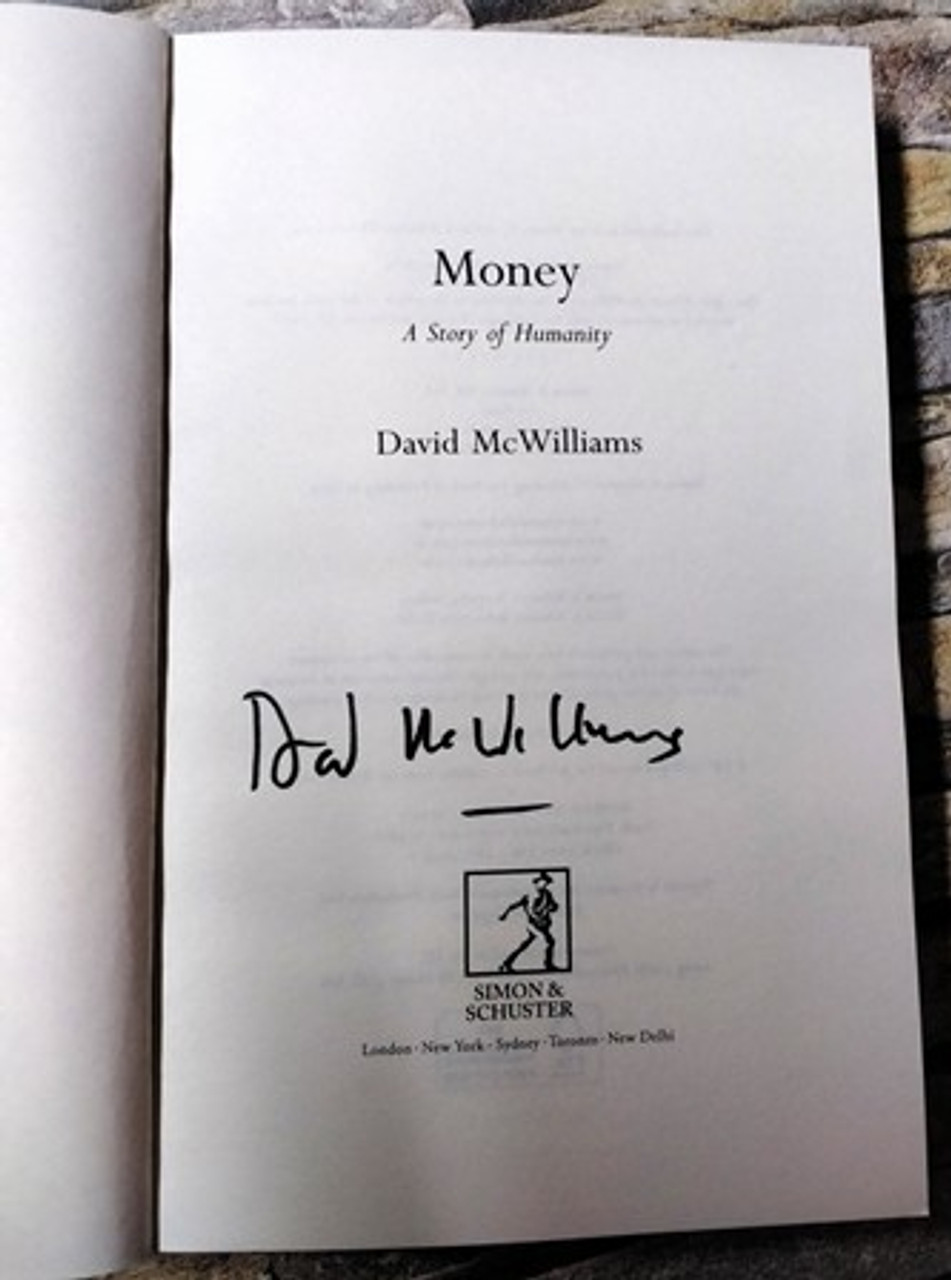 Money
A Story of Humanity
David McWilliams
David McWilliams
SIMON &
SCHUSTER
London · New York · Sydney · Toronto · New Delhi